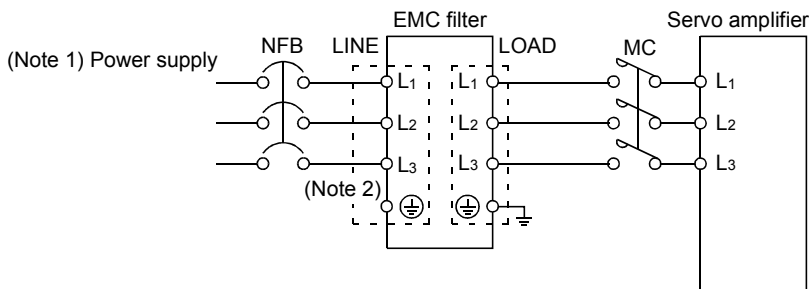 EMC filter
Servo amplifier
(Note 1) Power supply
NFB
LINE
LOAD
MC
L1 L1 L1
L2 L2 L2
L3 L3 L3
(Note 2)